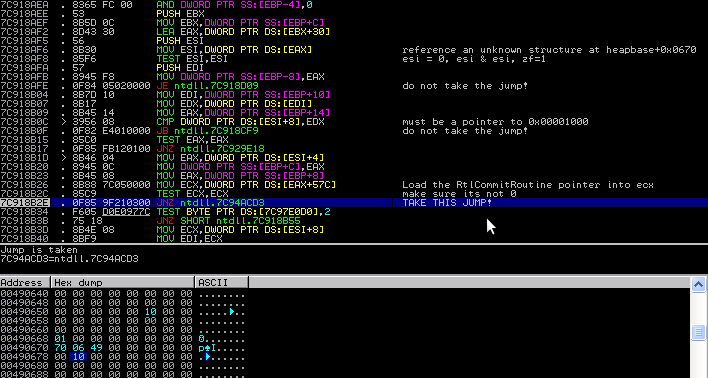 7C918AEA . 8365 FC 00 AND DWORD PTR SS:[EBP-4],0
7C918AEE . 53 PUSH EBX
7C918AEF . 8B5D 0C MOV EBX,DWORD PTR SS:[EBP+C]
7C918AF2 . 8D43 30 LEA EAX,DWORD PTR DS:[EBX+30]
7C918AF5 . 56 PUSH ESI
7C918AF6 . 8B30 MOV ESI,DWORD PTR DS:[EAX] reference an unknown structure at heapbase+0x0670
7C918AF8 . 85F6 TEST ESI,ESI esi = 0, esi & esi, zf=1
7C918AFA . 57 PUSH EDI
7C918AFB . 8945 F8 MOV DWORD PTR SS:[EBP-8],EAX
7C918AFE . 0F84 05020000 JE ntdll.7C918D09 do not take the jump!
7C918B04 . 8B7D 10 MOV EDI,DWORD PTR SS:[EBP+10]
7C918B07 . 8B17 MOV EDX,DWORD PTR DS:[EDI]
7C918B09 . 8B45 14 MOV EAX,DWORD PTR SS:[EBP+14]
7C918B0C > 3956 08 CMP DWORD PTR DS:[ESI+8],EDX must be a pointer to 0x00001000
7C918B0F . 0F82 E4010000 JB ntdll.7C918CF9 do not take the jump!
7C918B15 . 85C0 TEST EAX,EAX
7C918B17 . 0F85 FB120100 JNZ ntdll.7C929E18
7C918B1D > 8B46 04 MOV EAX,DWORD PTR DS:[ESI+4]
7C918B20 . 8945 0C MOV DWORD PTR SS:[EBP+C],EAX
7C918B23 . 8B45 08 MOV EAX,DWORD PTR SS:[EBP+8]
7C918B26 . 8B88 7C050000 MOV ECX,DWORD PTR DS:[EAX+57C] Load the RtlCommitRoutine pointer into ecx
7C918B2C . 85C9 TEST ECX,ECX make sure its not 0
7C918B2E . 0F85 9F210300 JNZ ntdll.7C94ACD3 TAKE THIS JUMP!
7C918B34 . F605 D0E0977C TEST BYTE PTR DS:[7C97E0D0],2
7C918B3B . 75 18 JNZ SHORT ntdll.7C918B55
7C918B3D . 8B4E 08 MOV ECX,DWORD PTR DS:[ESI+8]
7C918B40 . 8BF9 MOV EDI,ECX
Jump is taken
7C94ACD3=ntdll.7C94ACD3
Address Hex dump ASCII
00490640 00 00 00 00 00 00 00 00 ........
00490648 00 00 00 00 00 00 00 00 ........
00490650 00 00 00 00 00 10 00 00 .....►..
00490658 00 00 00 00 00 00 00 00 ........
00490660 00 00 00 00 00 00 00 00 ........
00490668 01 00 00 00 00 00 00 00 .......
00490670 70 06 49 00 00 00 00 00 p♠I.....
00490678 00 10 00 00 00 00 00 00 .►......
00490680 00 00 00 00 00 00 00 00 ........
00490688 00 00 00 00 00 00 00 00 ........